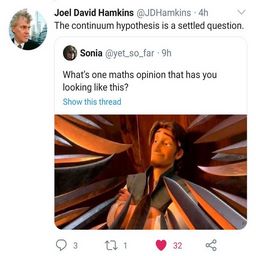 Joel David Hamkins @JDHamkins · 4h
The continuum hypothesis is a settled question.
Sonia @yet_so_far · 9h
What's one maths opinion that has you
looking like this?
Show this thread
3 1 32